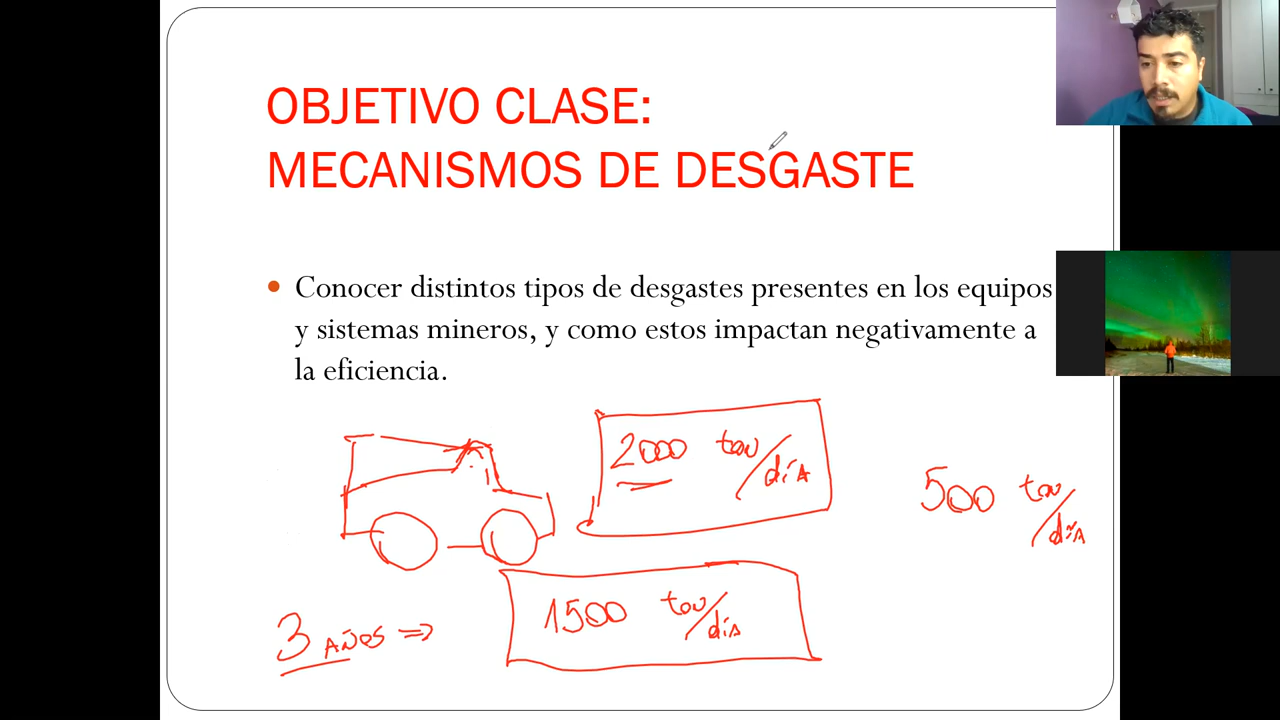 OBJETIVO CLASE:
MECANISMOS DE DESGASTE
• Conocer distintos tipos de desgastes presentes en los equipos
y sistemas mineros, y como estos impactan negativamente a
la eficiencia.
2000 ton/día
500 ton/día
3 AÑOS ⇒ 1500 ton/día